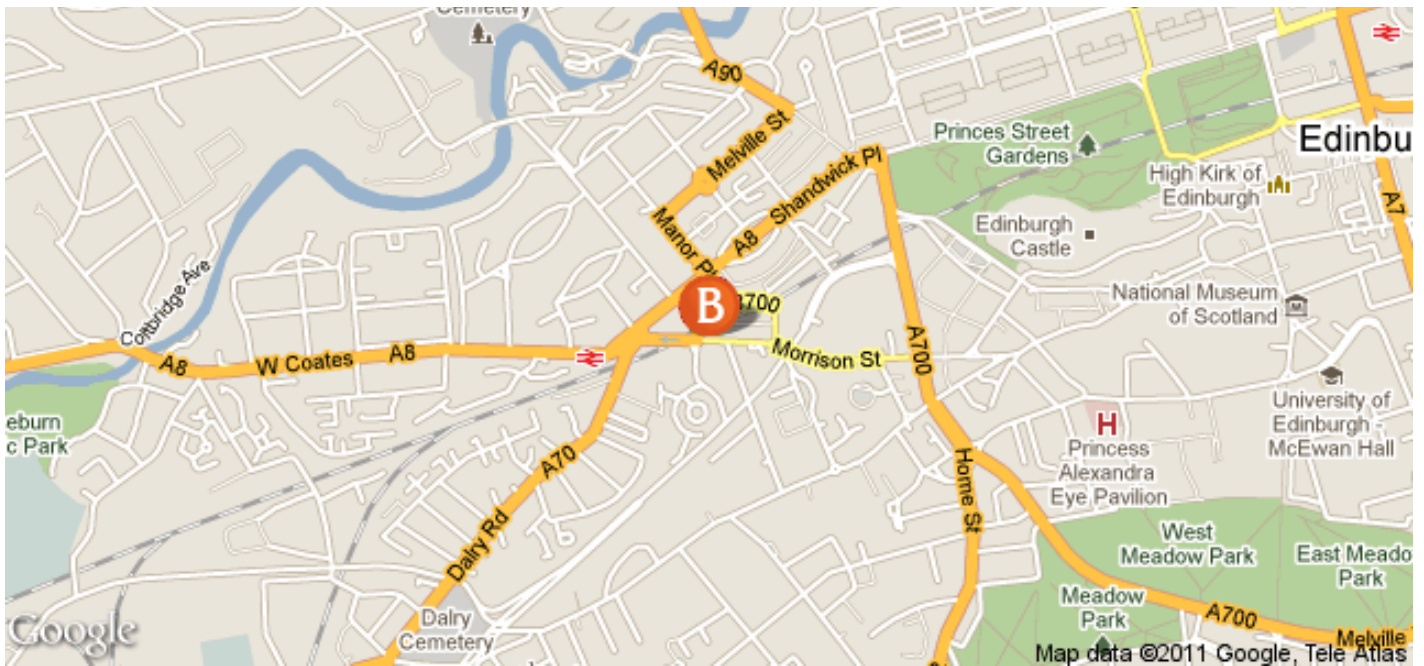 Cemetery
A90
Melville St
Princes Street
Gardens
Edinbu
Shandwick Pl
A8
High Kirk of
Edinburgh
A7
Manor Pl
Edinburgh
Castle
Coltbridge Ave
B
National Museum
of Scotland
A700
Morrison St
A8
W Coates
A8
University of
Edinburgh -
McEwan Hall
eburn
c Park
H
Princess
Alexandra
Eye Pavilion
A70
Home St
Dalry Rd
West
Meadow Park
East Meado
Park
Meadow
Park
Dalry
Cemetery
A700
Melville
Google
Map data ©2011 Google, Tele Atlas